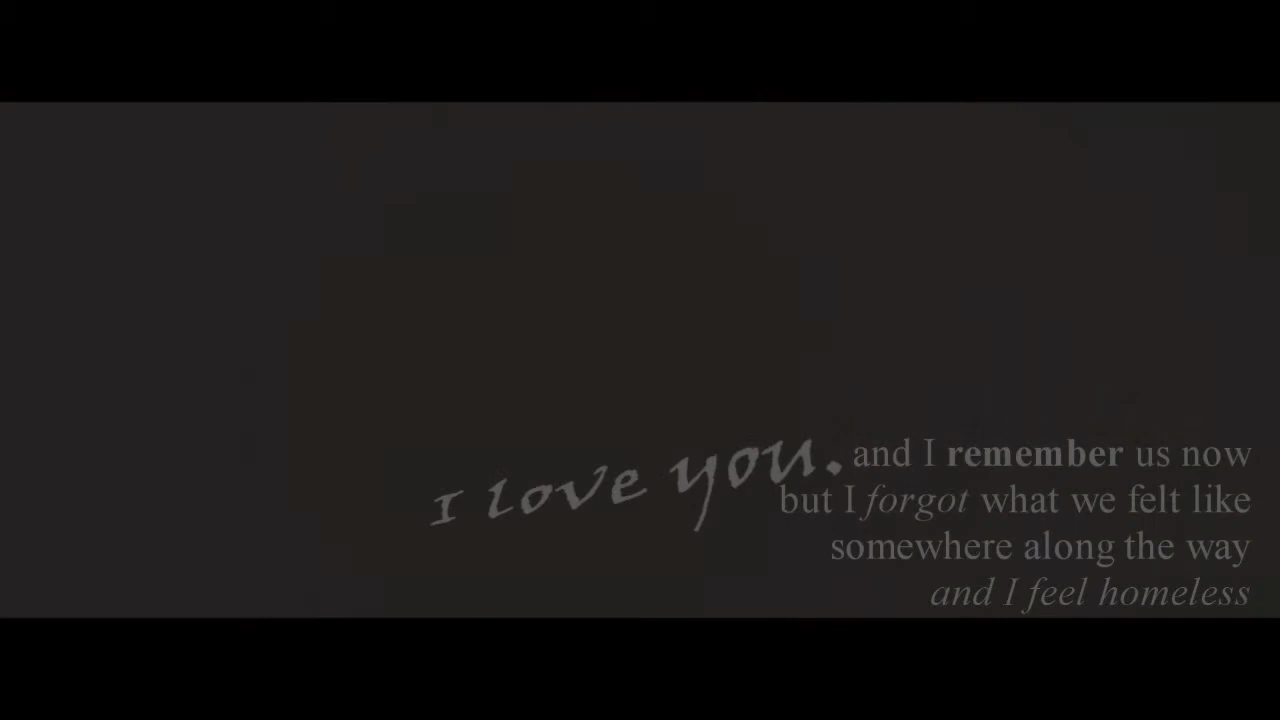 I love you.
and I remember us now
but I forgot what we felt like
somewhere along the way
and I feel homeless